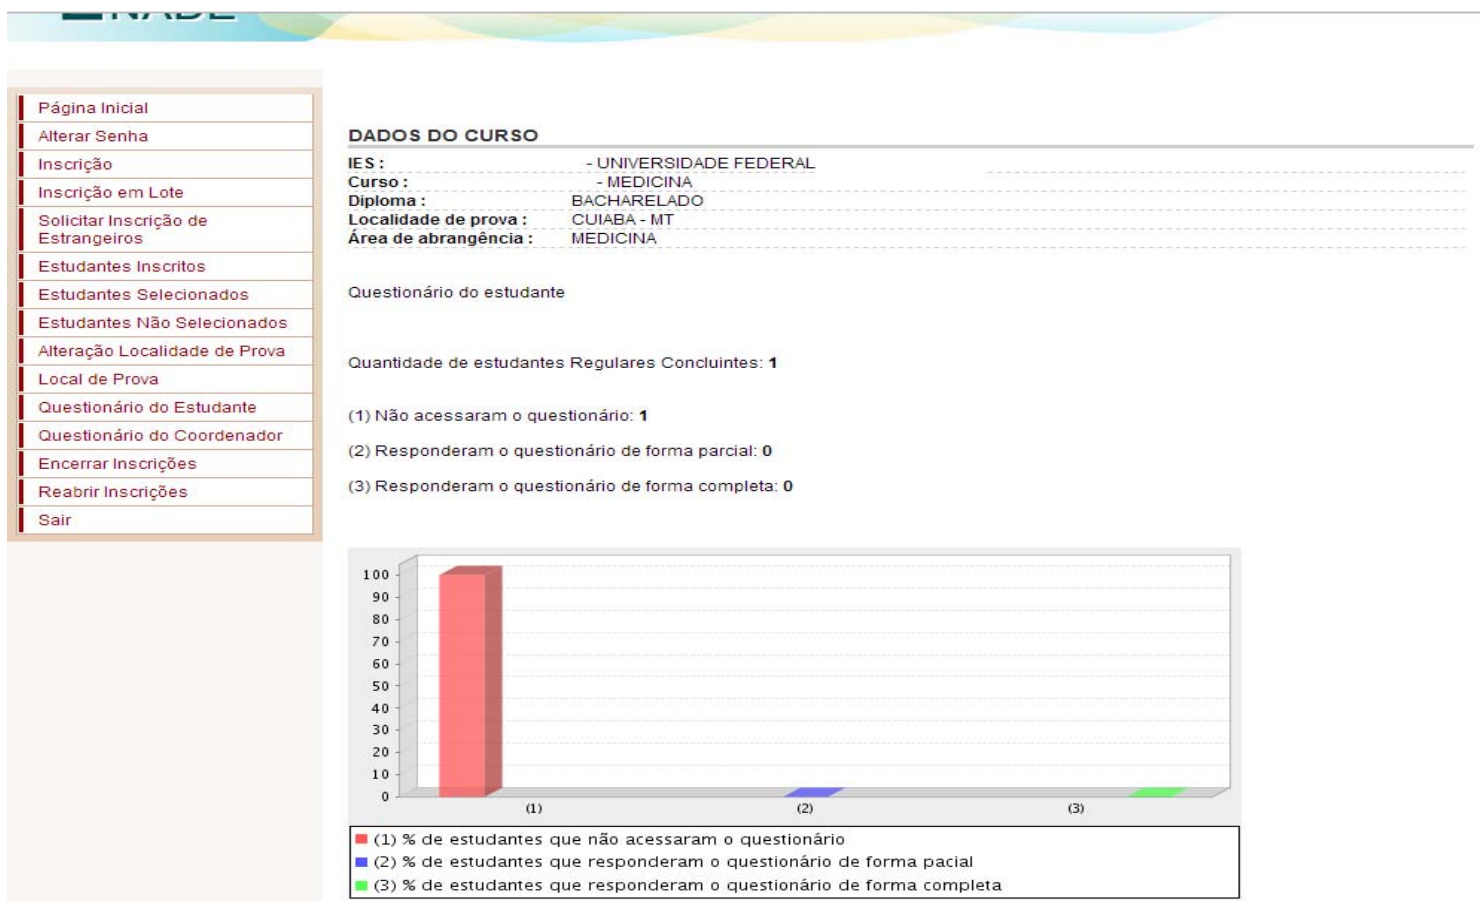 Página Inicial
Alterar Senha
Inscrição
Inscrição em Lote
Solicitar Inscrição de
Estrangeiros
Estudantes Inscritos
Estudantes Selecionados
Estudantes Não Selecionados
Alteração Localidade de Prova
Local de Prova
Questionário do Estudante
Questionário do Coordenador
Encerrar Inscrições
Reabrir Inscrições
Sair
DADOS DO CURSO
IES : - UNIVERSIDADE FEDERAL
Curso : - MEDICINA
Diploma : BACHARELADO
Localidade de prova : CUIABA - MT
Área de abrangência : MEDICINA
Questionário do estudante
Quantidade de estudantes Regulares Concluintes: 1
(1) Não acessaram o questionário: 1
(2) Responderam o questionário de forma parcial: 0
(3) Responderam o questionário de forma completa: 0
100
90
80
70
60
50
40
30
20
10
0
(1) (2) (3)
(1) % de estudantes que não acessaram o questionário
(2) % de estudantes que responderam o questionário de forma pacial
(3) % de estudantes que responderam o questionário de forma completa